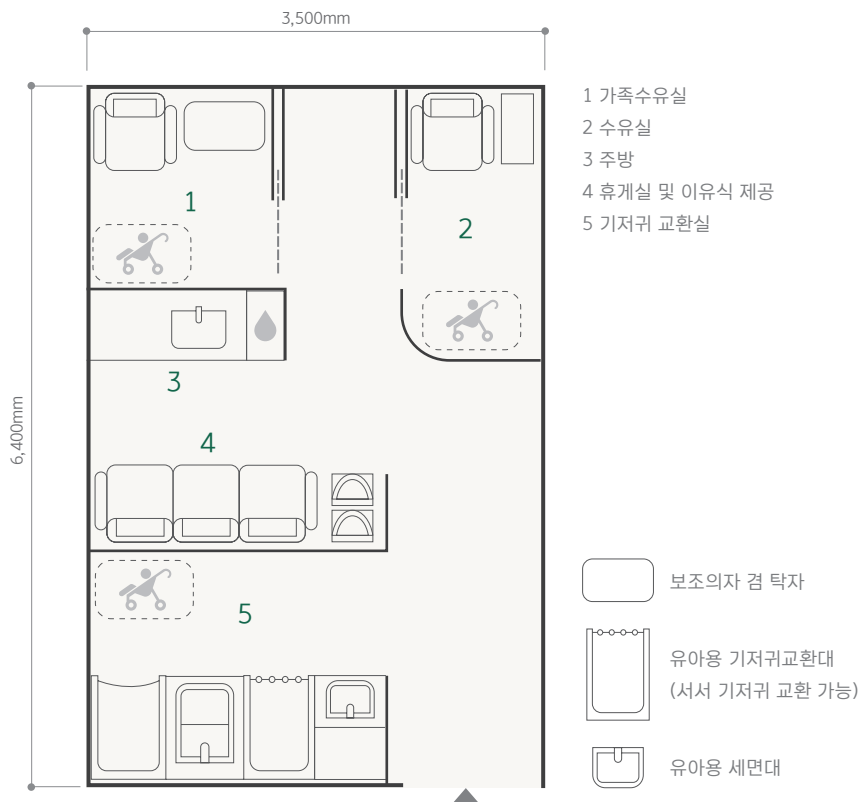 3,500mm
6,400mm
1 가족수유실
2 수유실
3 주방
4 휴게실 및 이유식 제공
5 기저귀 교환실
1
2
3
4
5
보조의자 겸 탁자
유아용 기저귀교환대
(서서 기저귀 교환 가능)
유아용 세면대